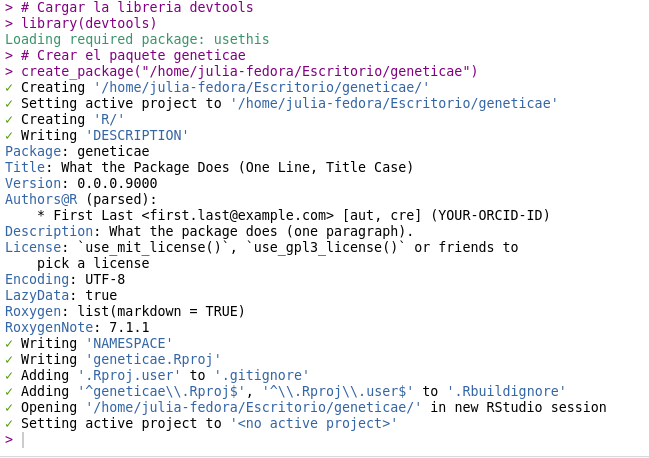 > # Cargar la libreria devtools
> library(devtools)
Loading required package: usethis
> # Crear el paquete geneticae
> create_package("/home/julia-fedora/Escritorio/geneticae")
✓ Creating '/home/julia-fedora/Escritorio/geneticae/'
✓ Setting active project to '/home/julia-fedora/Escritorio/geneticae'
✓ Creating 'R/'
✓ Writing 'DESCRIPTION'
Package: geneticae
Title: What the Package Does (One Line, Title Case)
Version: 0.0.0.9000
Authors@R (parsed):
    * First Last <first.last@example.com> [aut, cre] (YOUR-ORCID-ID)
Description: What the package does (one paragraph).
License: `use_mit_license()`, `use_gpl3_license()` or friends to
    pick a license
Encoding: UTF-8
LazyData: true
Roxygen: list(markdown = TRUE)
RoxygenNote: 7.1.1
✓ Writing 'NAMESPACE'
✓ Writing 'geneticae.Rproj'
✓ Adding '.Rproj.user' to '.gitignore'
✓ Adding '^geneticae\\.Rproj$', '^\\.Rproj\\.user$' to '.Rbuildignore'
✓ Opening '/home/julia-fedora/Escritorio/geneticae/' in new RStudio session
✓ Setting active project to '<no active project>'
>